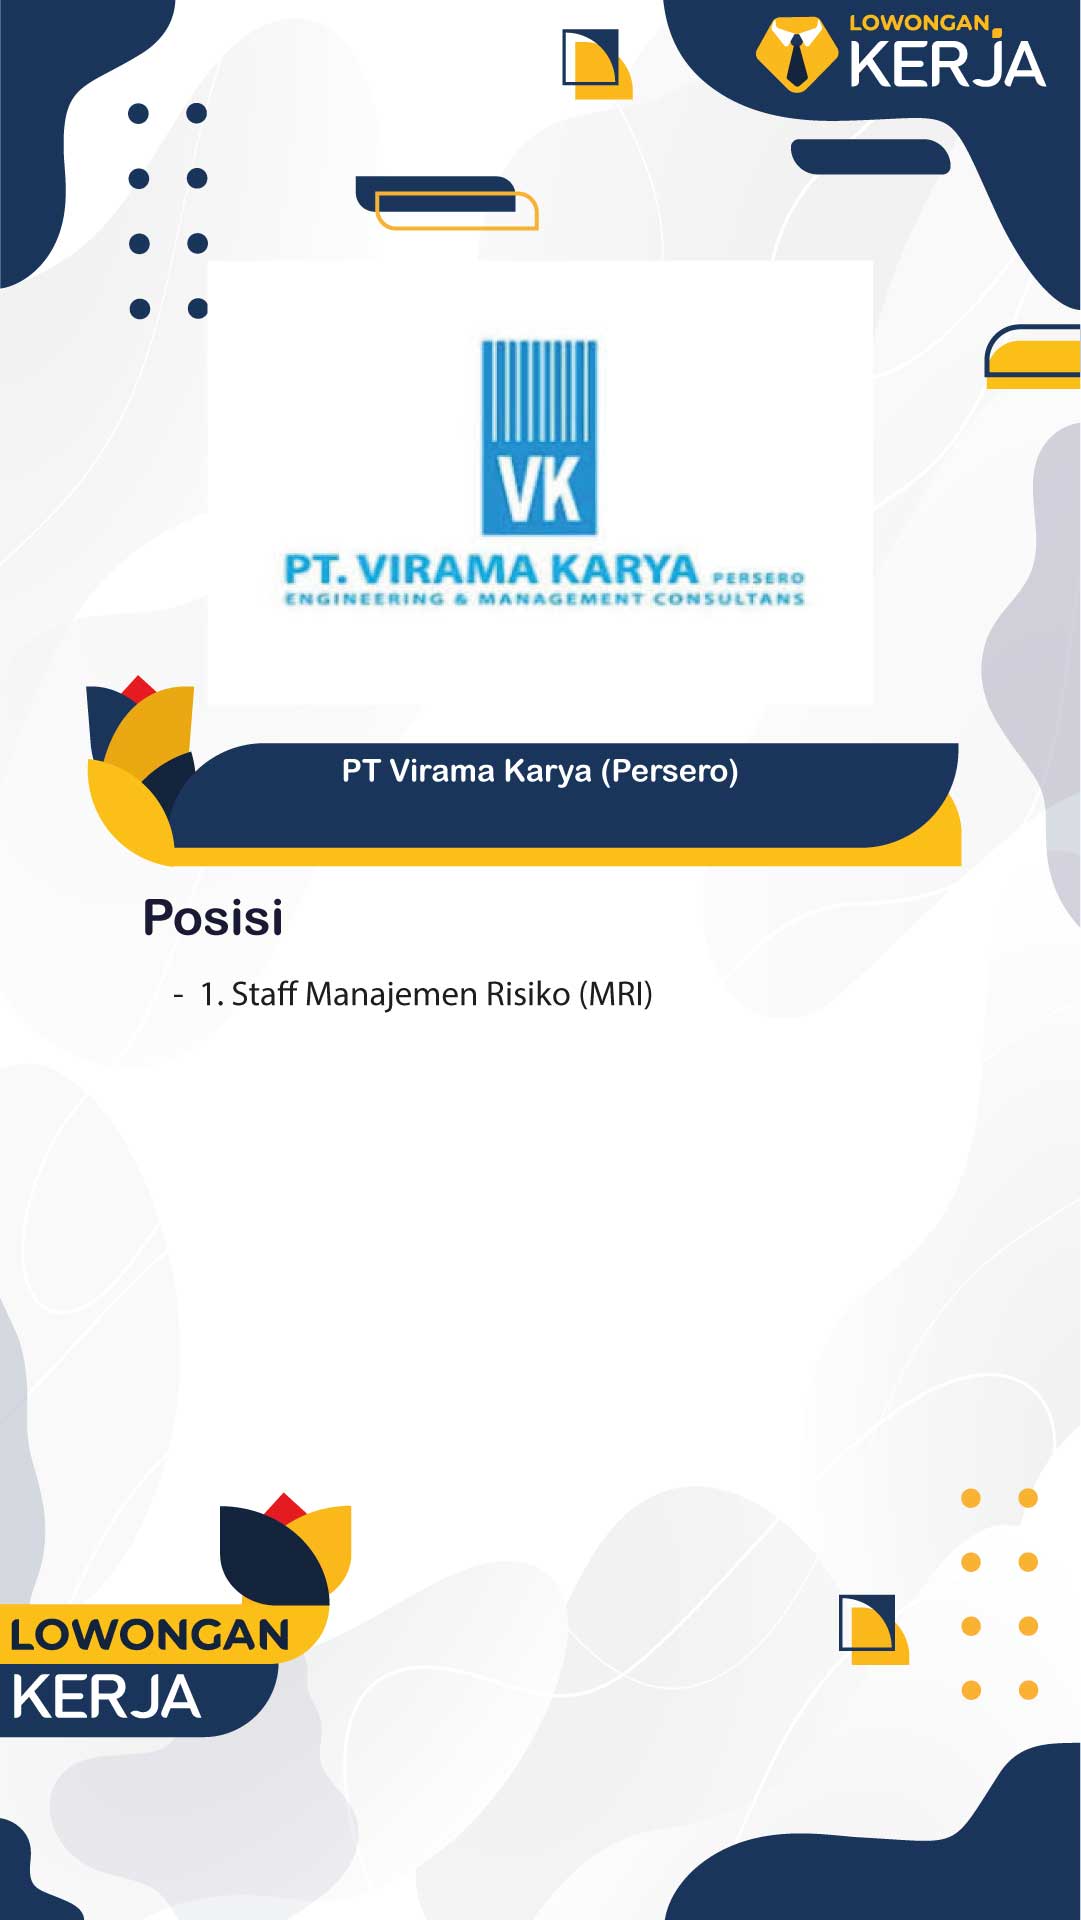 LOWONGAN
KERJA
VK
PT. VIRAMA KARYA PERSERO
ENGINEERING & MANAGEMENT CONSULTANS
PT Virama Karya (Persero)
Posisi
- 1. Staff Manajemen Risiko (MRI)
LOWONGAN
KERJA